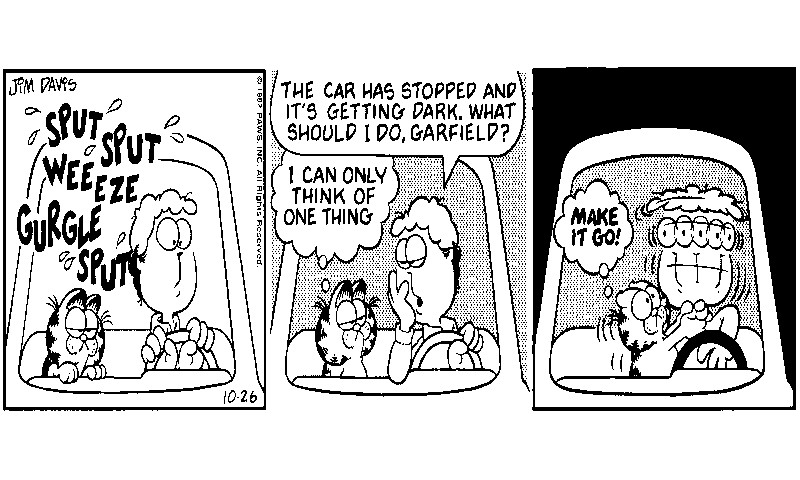 JIM DAVIS
SPUT
SPUT
WEEEEZE
GURGLE
SPUT
© 1987 PAWS, INC. All Rights Reserved.
10-26
THE CAR HAS STOPPED AND
IT'S GETTING DARK. WHAT
SHOULD I DO, GARFIELD?
I CAN ONLY
THINK OF
ONE THING
MAKE
IT GO!